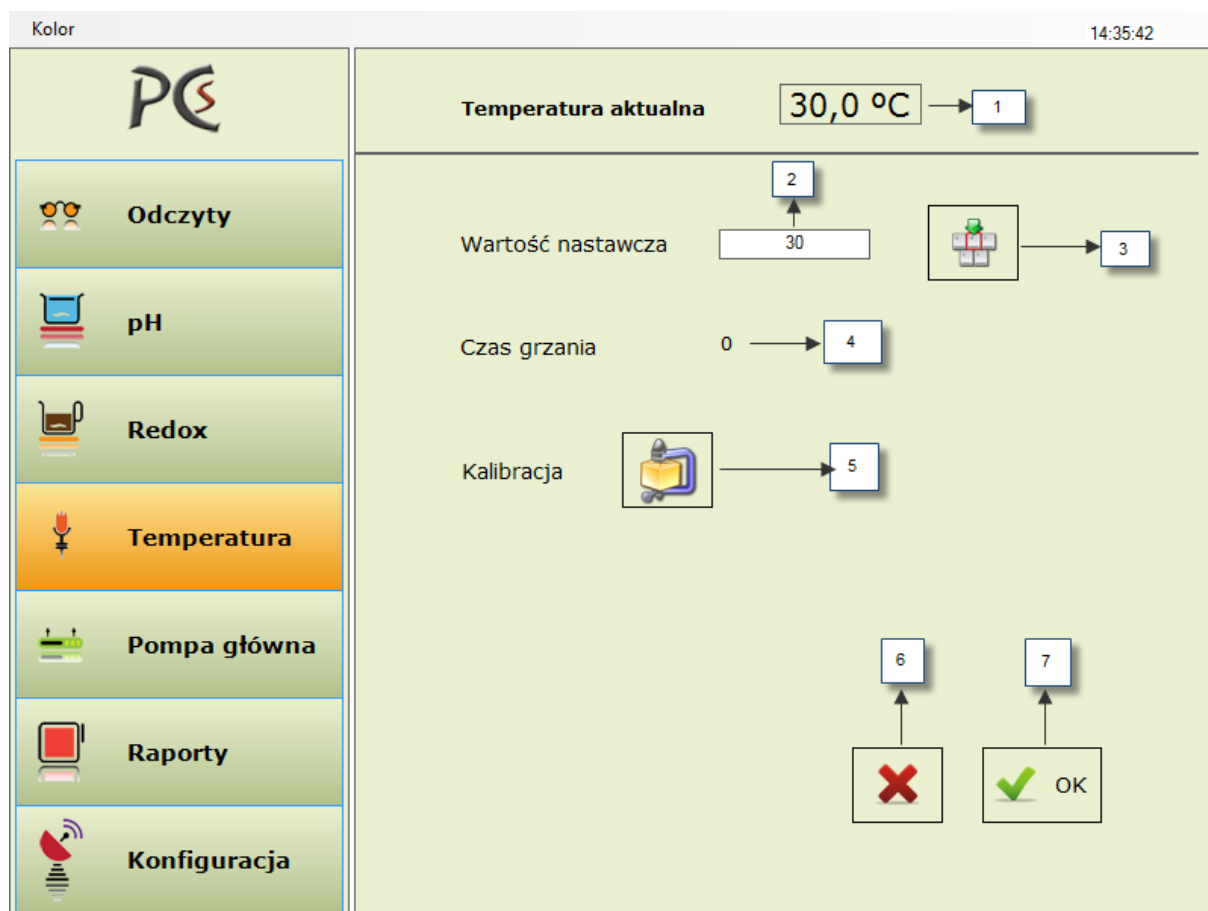 Kolor
14:35:42
PCs
Temperatura aktualna 30,0 ºC 1
2
Odczyty
Wartość nastawcza 30 3
pH
Czas grzania 0 4
Redox
Kalibracja 5
Temperatura
Pompa główna
6 7
Raporty
OK
Konfiguracja